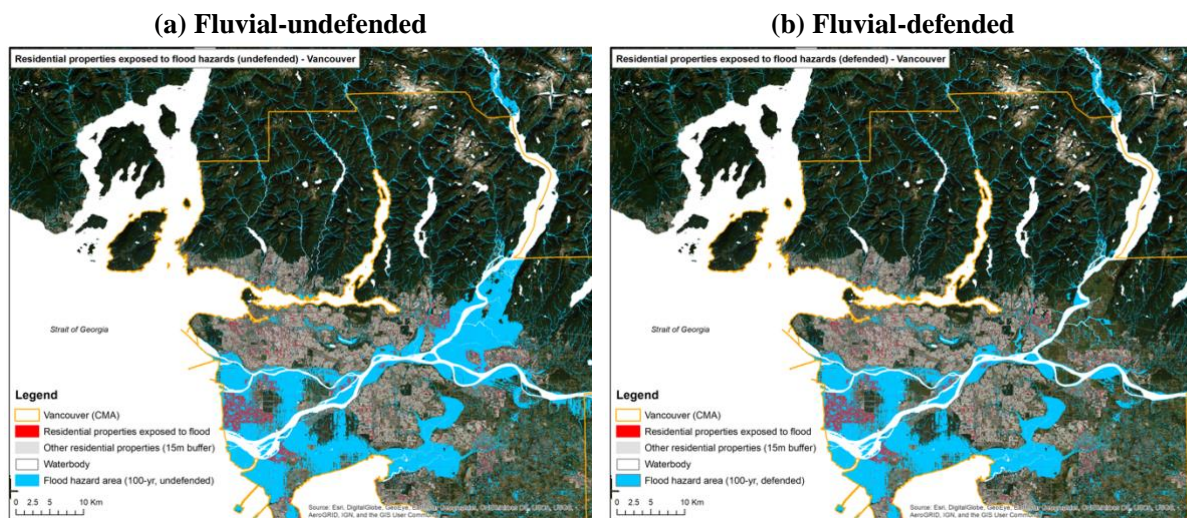 (a) Fluvial-undefended
(b) Fluvial-defended
Residential properties exposed to flood hazards (undefended) - Vancouver
Strait of Georgia
Legend
Vancouver (CMA)
Residential properties exposed to flood
Other residential properties (15m buffer)
Waterbody
Flood hazard area (100-yr, undefended)
0 2.5 5 10 Km
Source: Esri, DigitalGlobe, GeoEye,
AeroGRID, IGN, and the GIS User
Residential properties exposed to flood hazards (defended) - Vancouver
Strait of Georgia
Legend
Vancouver (CMA)
Residential properties exposed to flood
Other residential properties (15m buffer)
Waterbody
Flood hazard area (100-yr, defended)
0 2.5 5 10 Km
Source: Esri, DigitalGlobe, GeoEye,
AeroGRID, IGN, and the GIS User